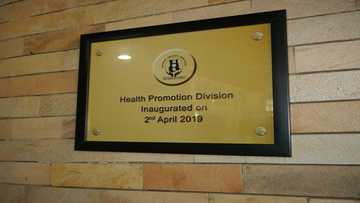 Health Promotion Division
Inaugurated on
2nd April 2019